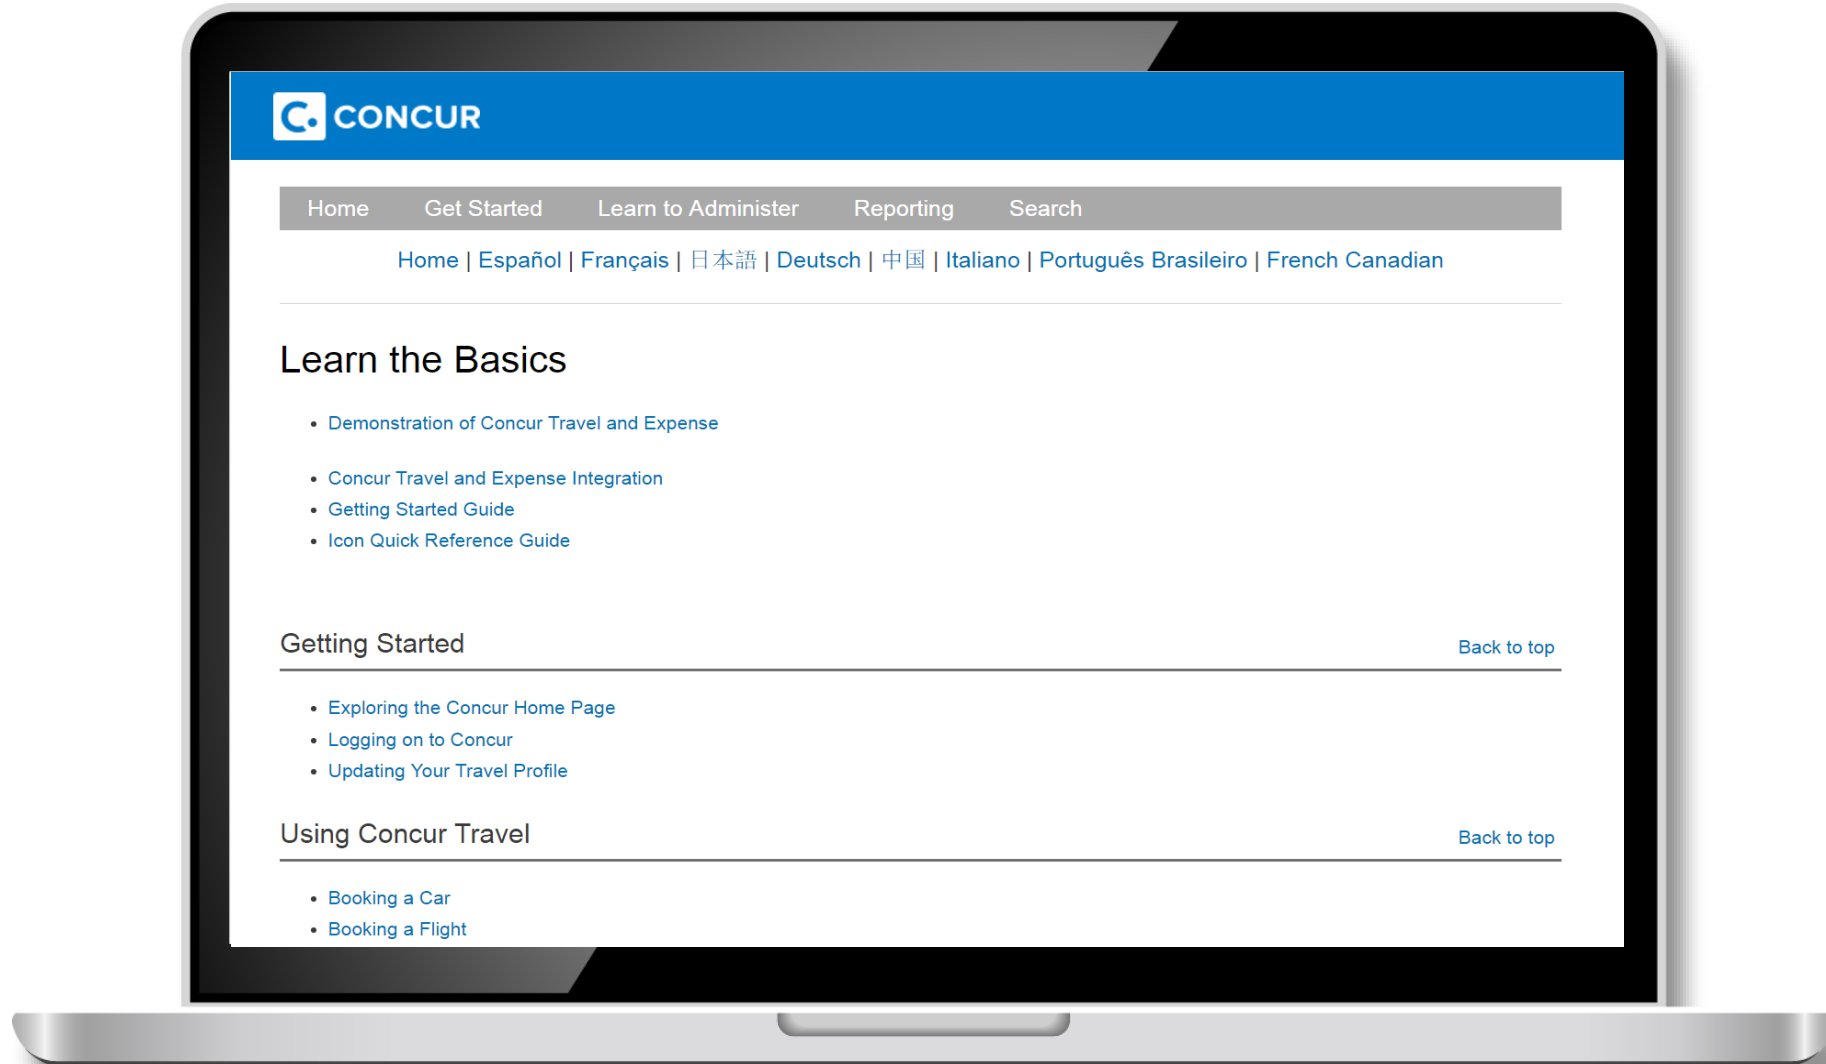 C. CONCUR
Home Get Started Learn to Administer Reporting Search
Home | Español | Français | 日本語 | Deutsch | 中国 | Italiano | Português Brasileiro | French Canadian
Learn the Basics
• Demonstration of Concur Travel and Expense
• Concur Travel and Expense Integration
• Getting Started Guide
• Icon Quick Reference Guide
Getting Started Back to top
• Exploring the Concur Home Page
• Logging on to Concur
• Updating Your Travel Profile
Using Concur Travel Back to top
• Booking a Car
• Booking a Flight